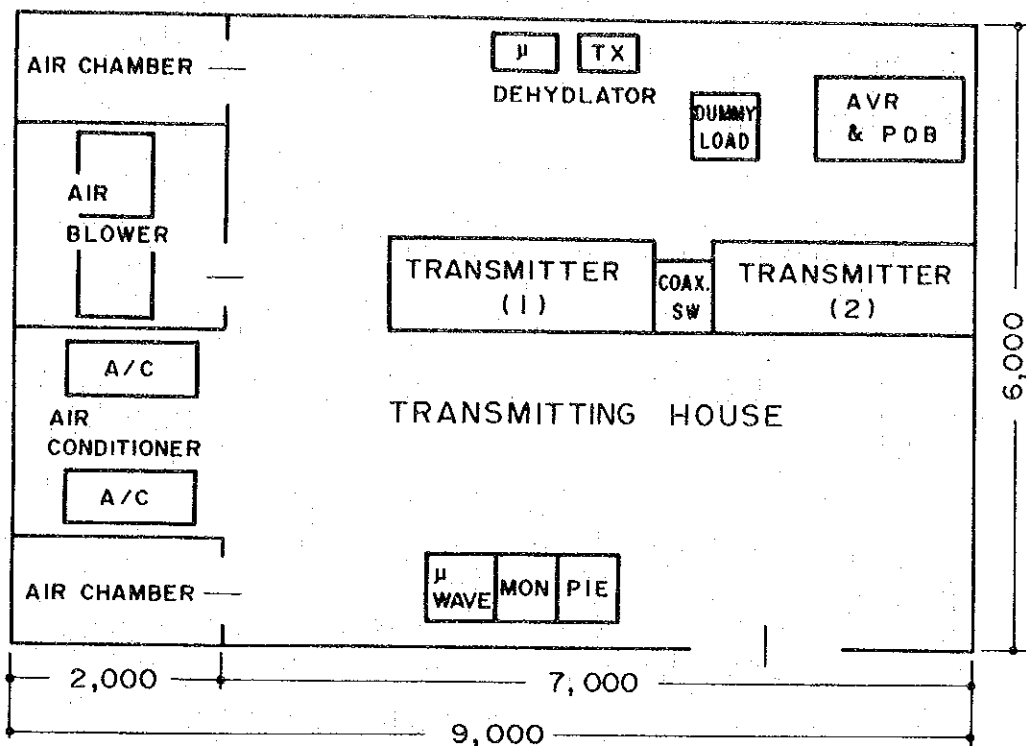 AIR CHAMBER
μ
TX
DEHYDLATOR
DUMMY
LOAD
AVR
& PDB
AIR
BLOWER
TRANSMITTER
(1)
COAX.
SW
TRANSMITTER
(2)
6,000
A/C
AIR
CONDITIONER
A/C
TRANSMITTING HOUSE
AIR CHAMBER
μ
WAVE
MON
PIE
2,000
7,000
9,000